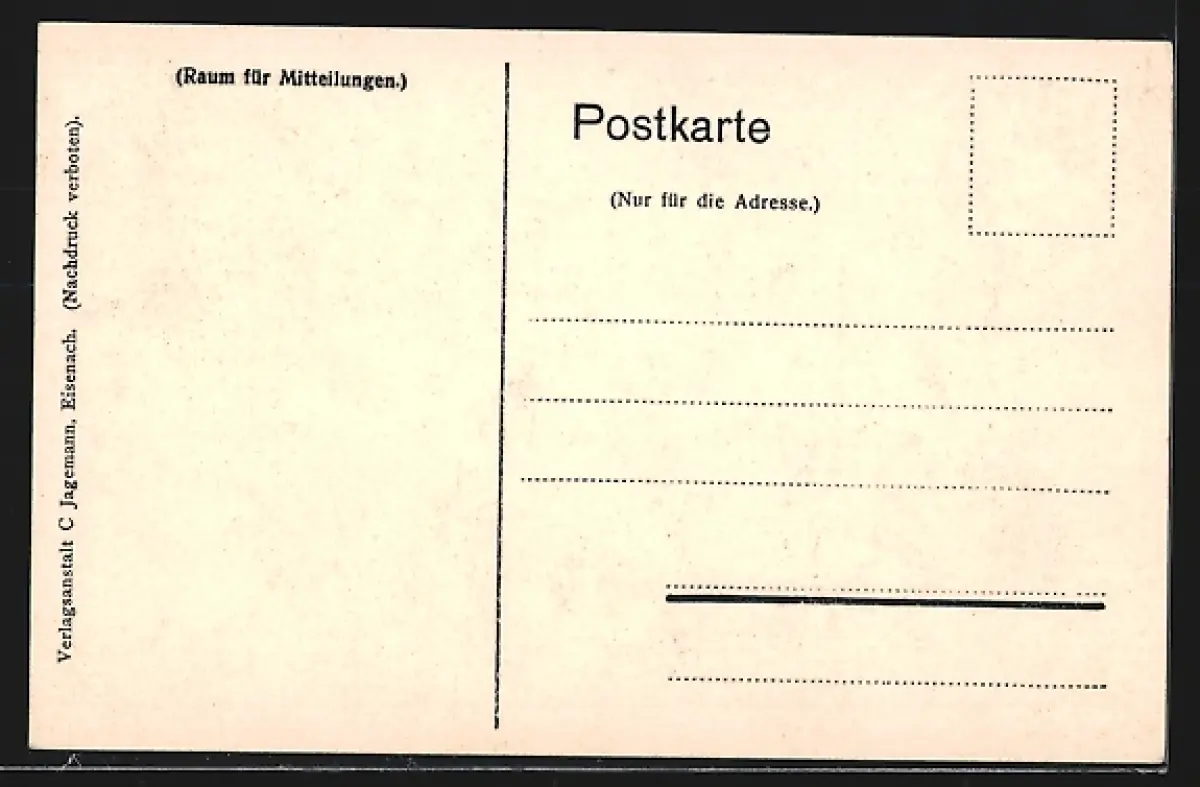 (Raum für Mitteilungen.)
Postkarte
(Nur für die Adresse.)
Verlagsanstalt C Jagemann, Eisenach. (Nachdruck verboten).